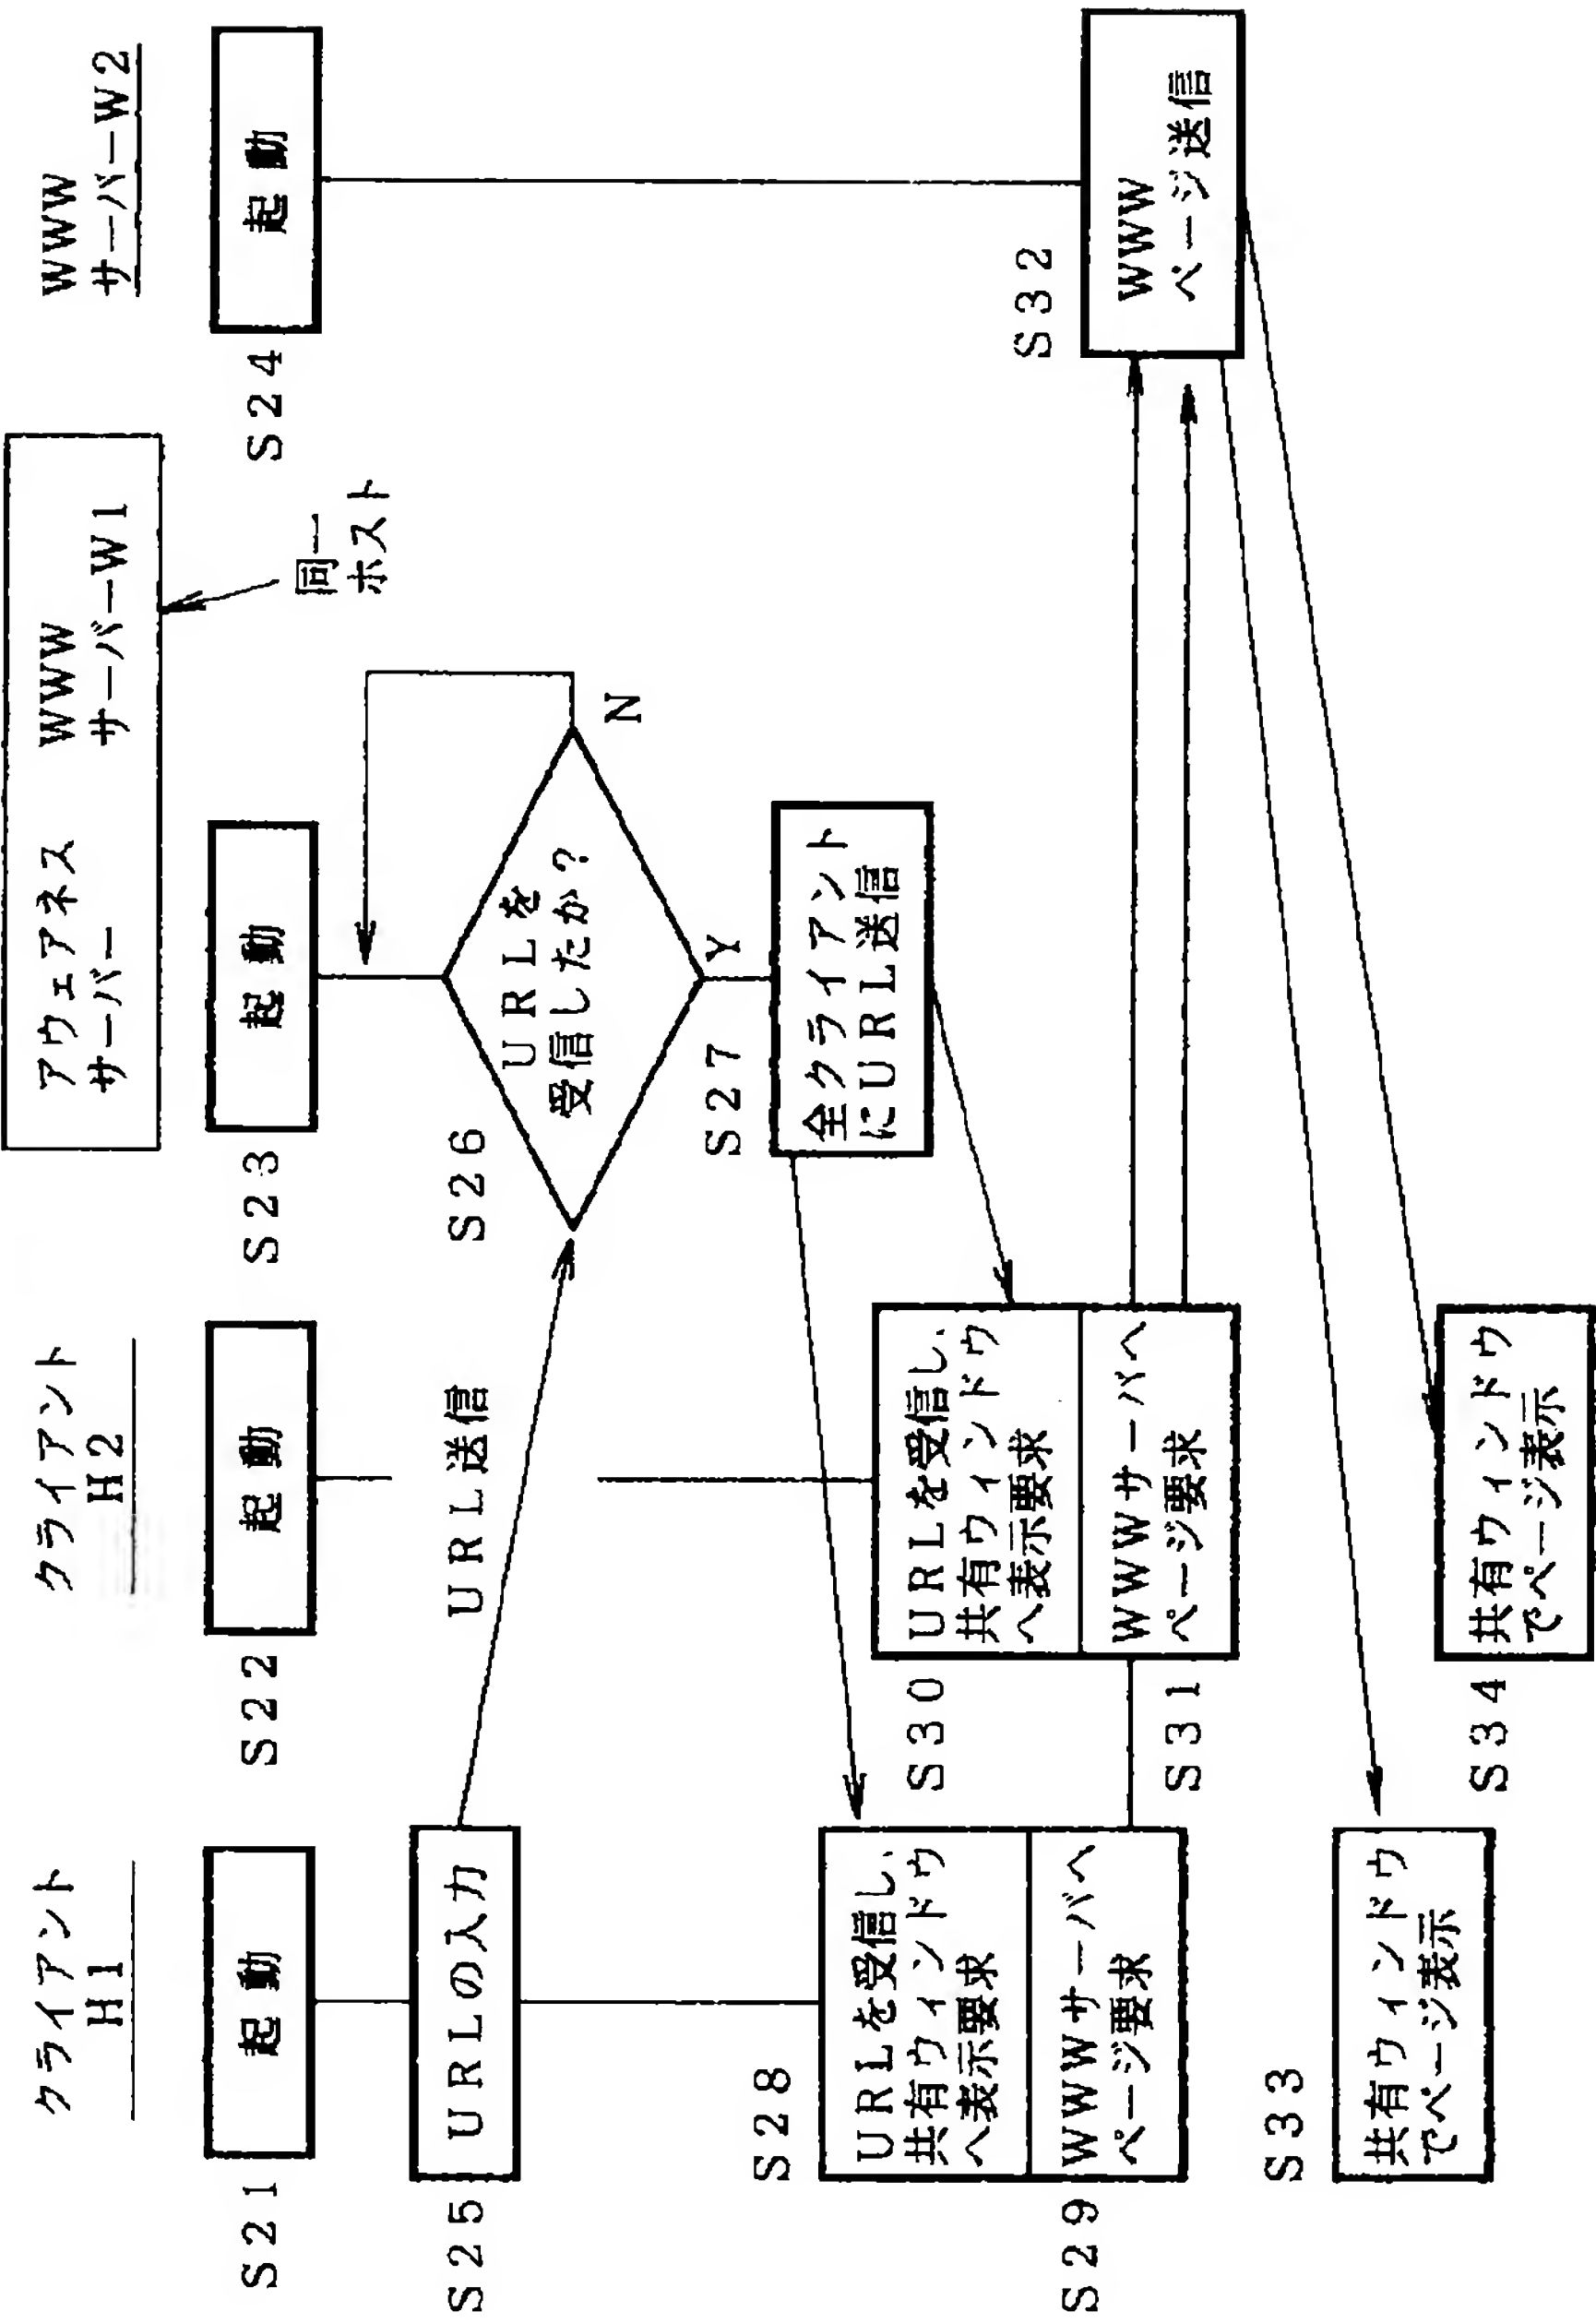 クライアント
H1
クライアント
H2
アウェアネス
サーバー
WWW
サーバーW1
WWW
サーバーW2
同一
ホスト
S21
起動
S22
起動
S23
起動
S24
起動
S25
URLの入力
URL送信
S26
URLを
受信したか?
N
Y
S27
全クライアント
にURL送信
S28
URLを受信し、
共有ウィンドウ
へ表示要求
S29
WWWサーバへ
ページ要求
S30
URLを受信し、
共有ウィンドウ
へ表示要求
S31
WWWサーバへ
ページ要求
S32
WWW
ページ送信
S33
共有ウィンドウ
でページ表示
S34
共有ウィンドウ
でページ表示